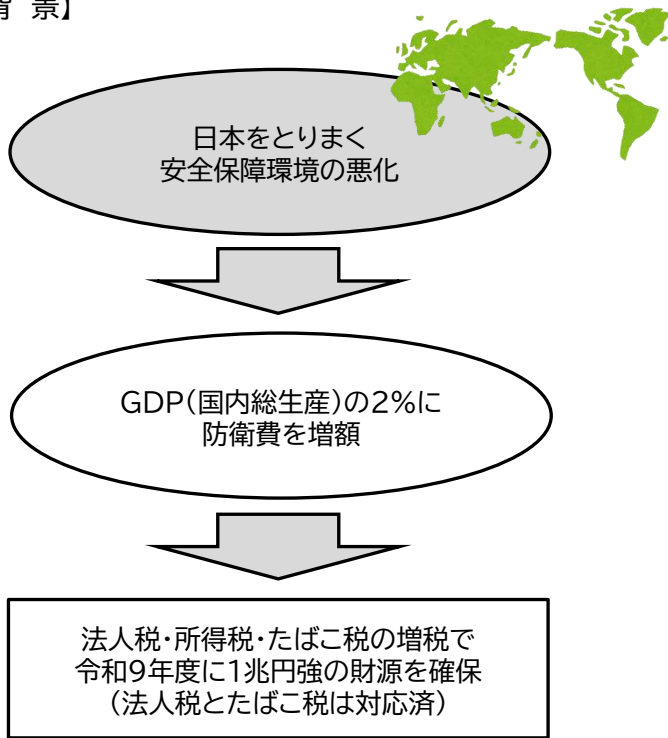 背 景】
日本をとりまく
安全保障環境の悪化
GDP(国内総生産)の2%に
防衛費を増額
法人税・所得税・たばこ税の増税で
令和9年度に1兆円強の財源を確保
(法人税とたばこ税は対応済)